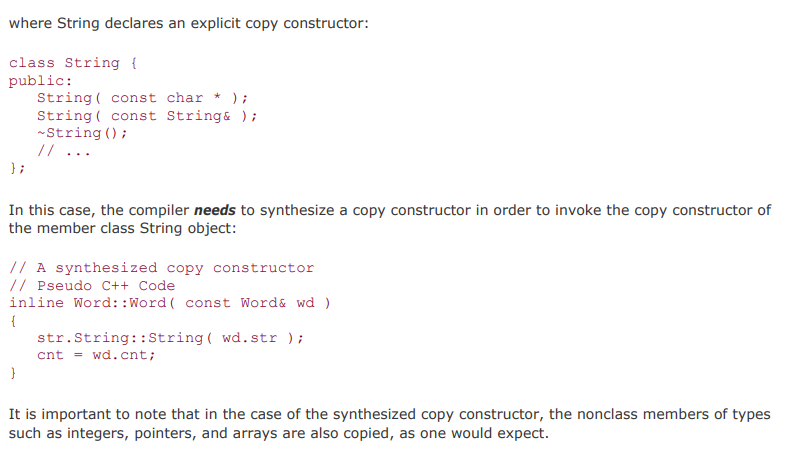 where String declares an explicit copy constructor:
class String {
public:
   String( const char * );
   String( const String& );
   ~String();
   // ...
};
In this case, the compiler needs to synthesize a copy constructor in order to invoke the copy constructor of
the member class String object:
// A synthesized copy constructor
// Pseudo C++ Code
inline Word::Word( const Word& wd )
{
   str.String::String( wd.str );
   cnt = wd.cnt;
}
It is important to note that in the case of the synthesized copy constructor, the nonclass members of types
such as integers, pointers, and arrays are also copied, as one would expect.